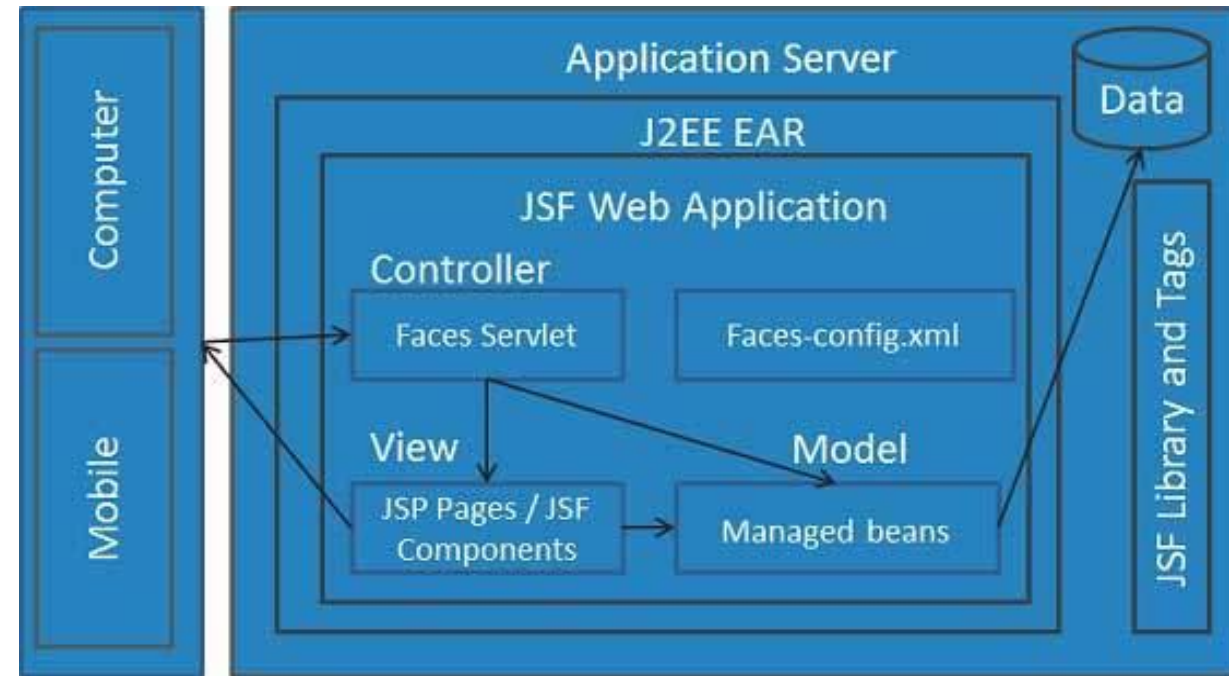 Computer
Mobile
Application Server
Data
J2EE EAR
JSF Web Application
Controller
Faces Servlet
Faces-config.xml
View
Model
JSP Pages / JSF
Components
Managed beans
JSF Library and Tags